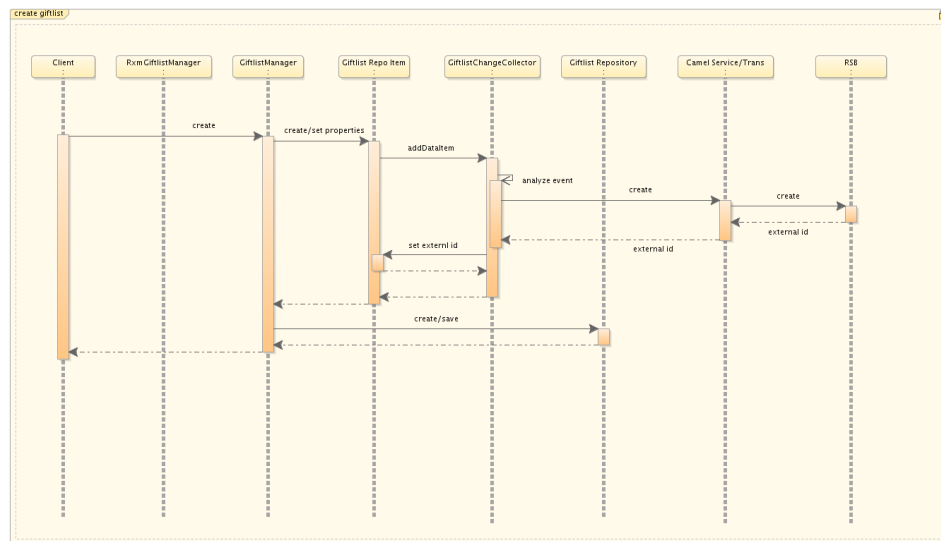 create giftlist
Client
RxmGiftlistManager
GiftlistManager
Giftlist Repo Item
GiftlistChangeCollector
Giftlist Repository
Camel Service/Trans
RSB
create
create/set properties
addDataItem
analyze event
create
create
external id
set externl id
external id
create/save